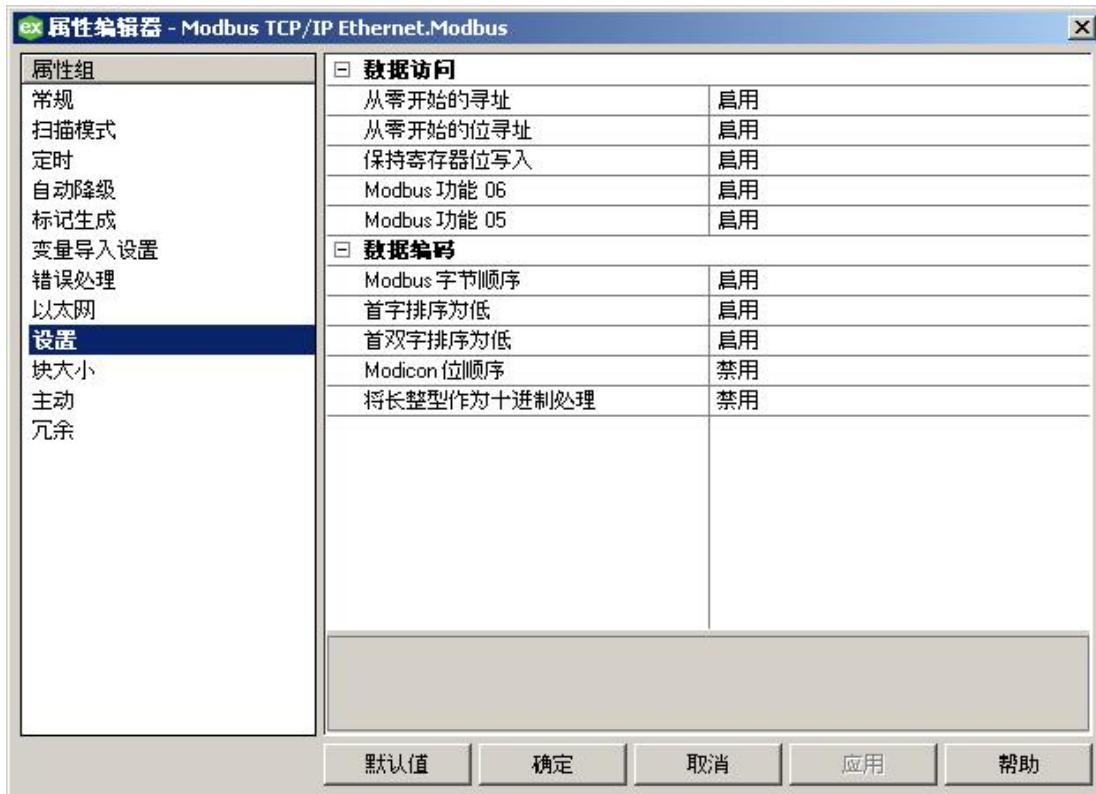 ex 属性编辑器 - Modbus TCP/IP Ethernet.Modbus
属性组
常规
扫描模式
定时
自动降级
标记生成
变量导入设置
错误处理
以太网
设置
块大小
主动
冗余
数据访问
从零开始的寻址 启用
从零开始的位寻址 启用
保持寄存器位写入 启用
Modbus 功能 06 启用
Modbus 功能 05 启用
数据编码
Modbus 字节顺序 启用
首字排序为低 启用
首双字排序为低 启用
Modicon 位顺序 禁用
将长整型作为十进制处理 禁用
默认值 确定 取消 应用 帮助